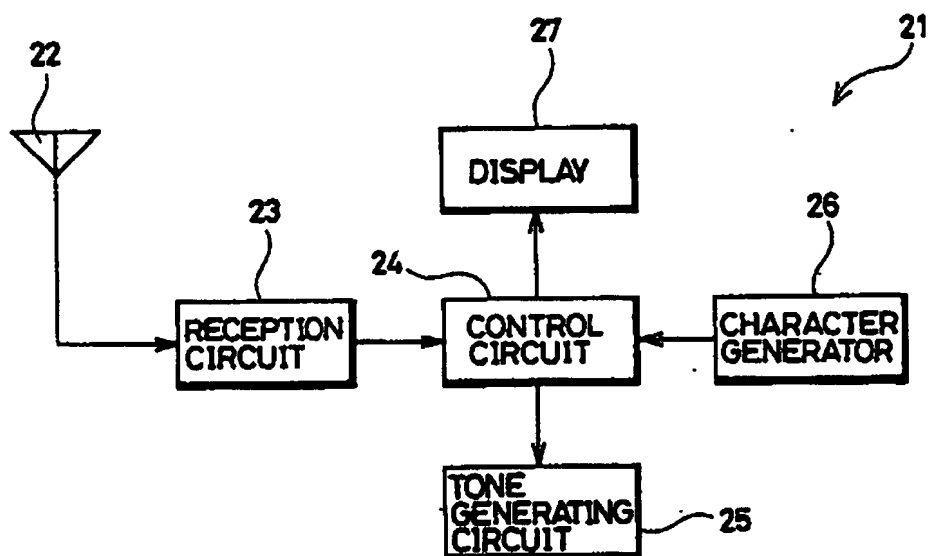 27
21
22
DISPLAY
23
26
24
RECEPTION
CIRCUIT
CONTROL
CIRCUIT
CHARACTER
GENERATOR
TONE
GENERATING
CIRCUIT
25